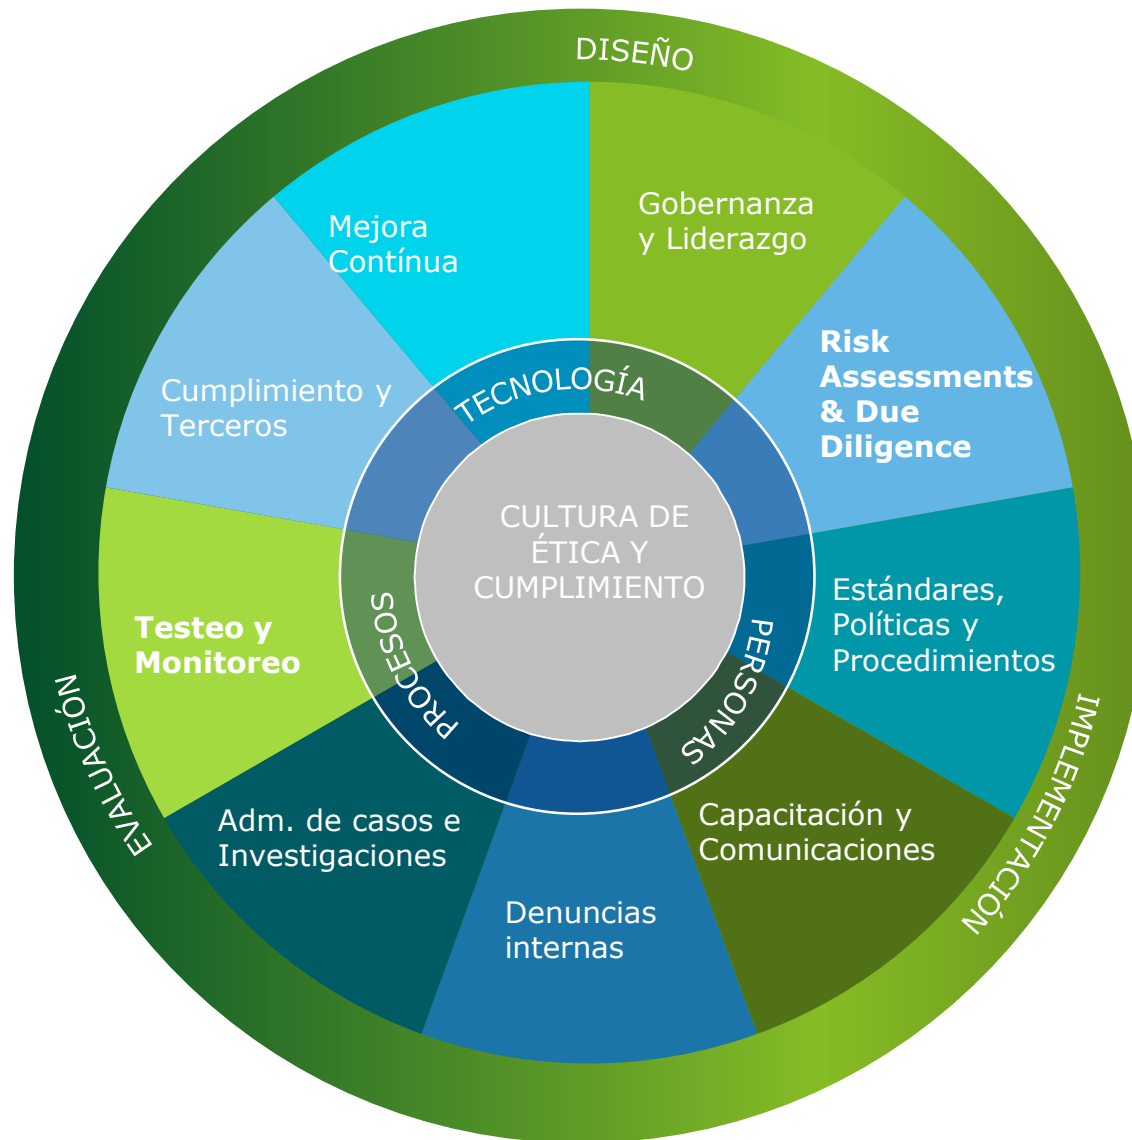 DISEÑO
Gobernanza
y Liderazgo
Risk
Assessments
& Due
Diligence
Estándares,
Políticas y
Procedimientos
IMPLEMENTACIÓN
Capacitación y
Comunicaciones
Denuncias
internas
Adm. de casos e
Investigaciones
EVALUACIÓN
Testeo y
Monitoreo
Cumplimiento y
Terceros
Mejora
Contínua
TECNOLOGÍA
PERSONAS
PROCESOS
CULTURA DE
ÉTICA Y
CUMPLIMIENTO